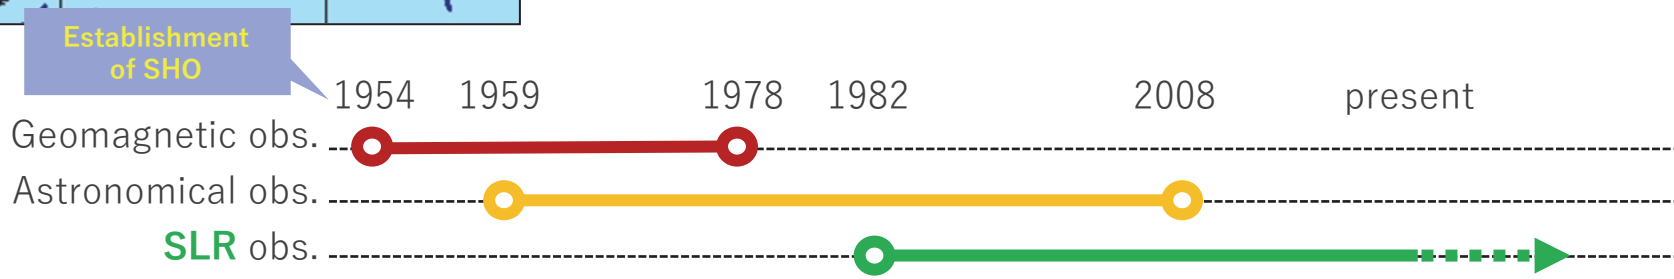 Establishment
of SHO
1954 1959 1978 1982 2008 present
Geomagnetic obs.
Astronomical obs.
SLR obs.